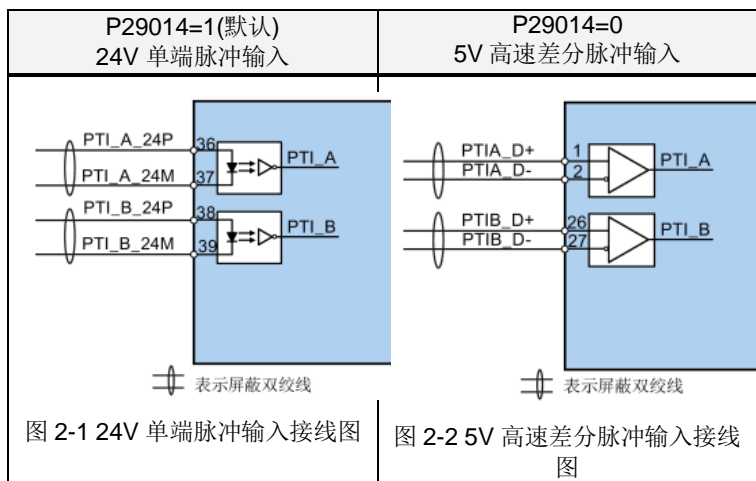 P29014=1(默认)
24V 单端脉冲输入
P29014=0
5V 高速差分脉冲输入
PTI_A_24P
36
PTI_A
PTI_A_24M
37
PTI_B_24P
38
PTI_B
PTI_B_24M
39
表示屏蔽双绞线
图 2-1 24V 单端脉冲输入接线图
PTIA_D+
1
PTI_A
PTIA_D-
2
PTIB_D+
26
PTI_B
PTIB_D-
27
表示屏蔽双绞线
图 2-2 5V 高速差分脉冲输入接线
图